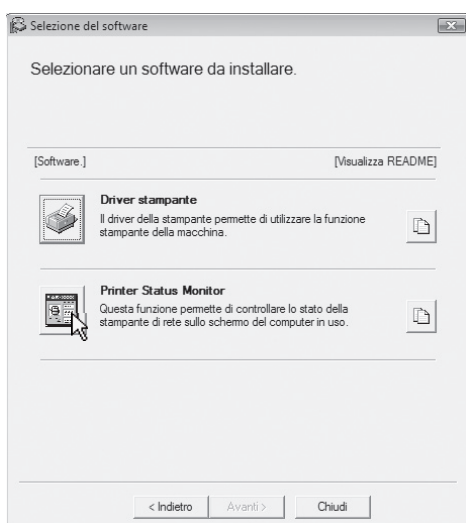 Selezione del software
Selezionare un software da installare.
[Software.] [Visualizza README]
Driver stampante
Il driver della stampante permette di utilizzare la funzione
stampante della macchina.
Printer Status Monitor
Questa funzione permette di controllare lo stato della
stampante di rete sullo schermo del computer in uso.
< Indietro Avanti > Chiudi